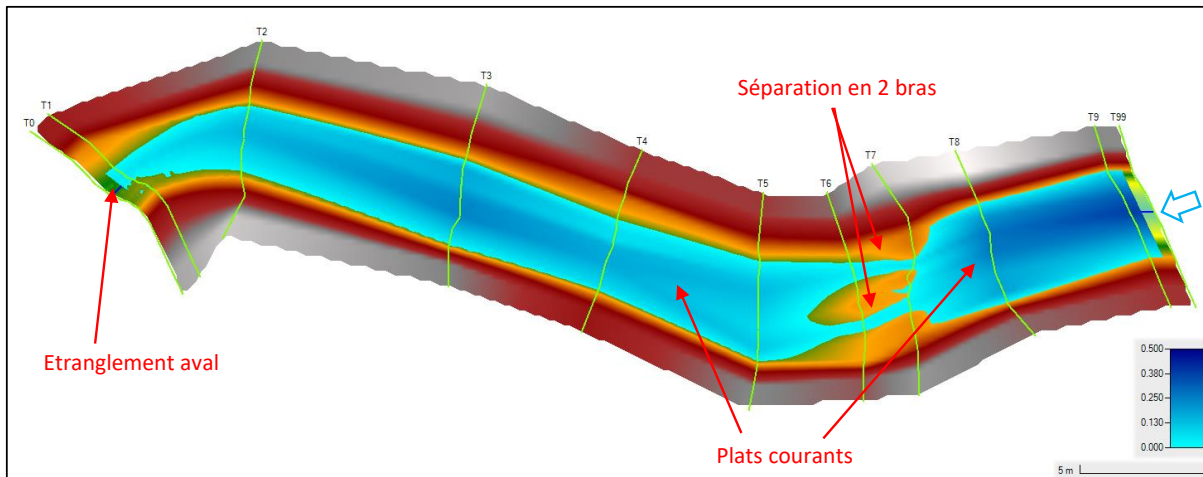 T2
T3
Séparation en 2 bras
T1
T0
T4
T9 T99
T8
T7
T5
T6
Etranglement aval
Plats courants
0.500
0.380
0.250
0.130
0.000
5 m